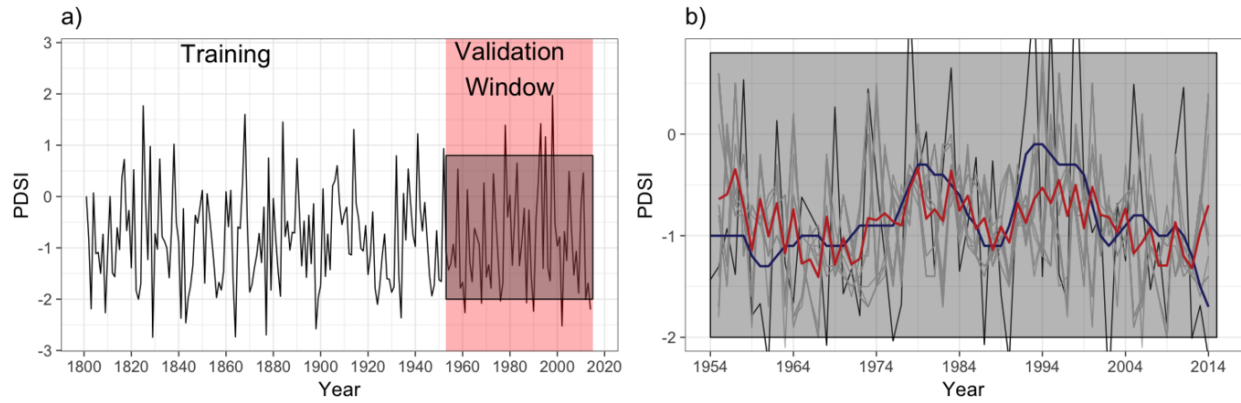 a)
Training
Validation
Window
3
2
1
0
-1
-2
-3
PDSI
1800 1820 1840 1860 1880 1900 1920 1940 1960 1980 2000 2020
Year
b)
0
-1
-2
PDSI
1954 1964 1974 1984 1994 2004 2014
Year